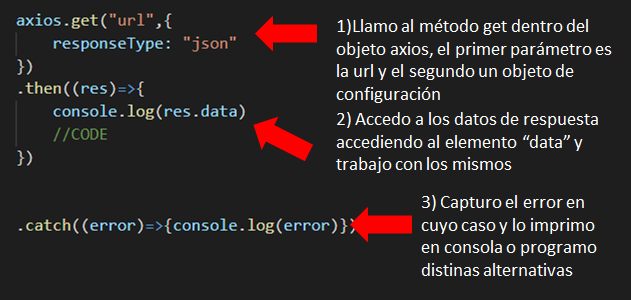 axios.get("url",{
responseType: "json"
})
.then((res)=>{
console.log(res.data)
//CODE
})
.catch((error)=>{console.log(error)})
1)Llamo al método get dentro del
objeto axios, el primer parámetro es
la url y el segundo un objeto de
configuración
2) Accedo a los datos de respuesta
accediendo al elemento “data” y
trabajo con los mismos
3) Capturo el error en
cuyo caso y lo imprimo
en consola o programo
distinas alternativas